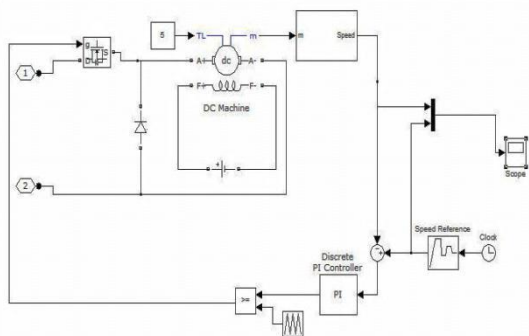 g
D
S
1
5
TL
m
m
Speed
A+
dc
A-
F+
F-
DC Machine
2
+
Scope
Speed Reference
Clock
Discrete
PI Controller
PI
>=